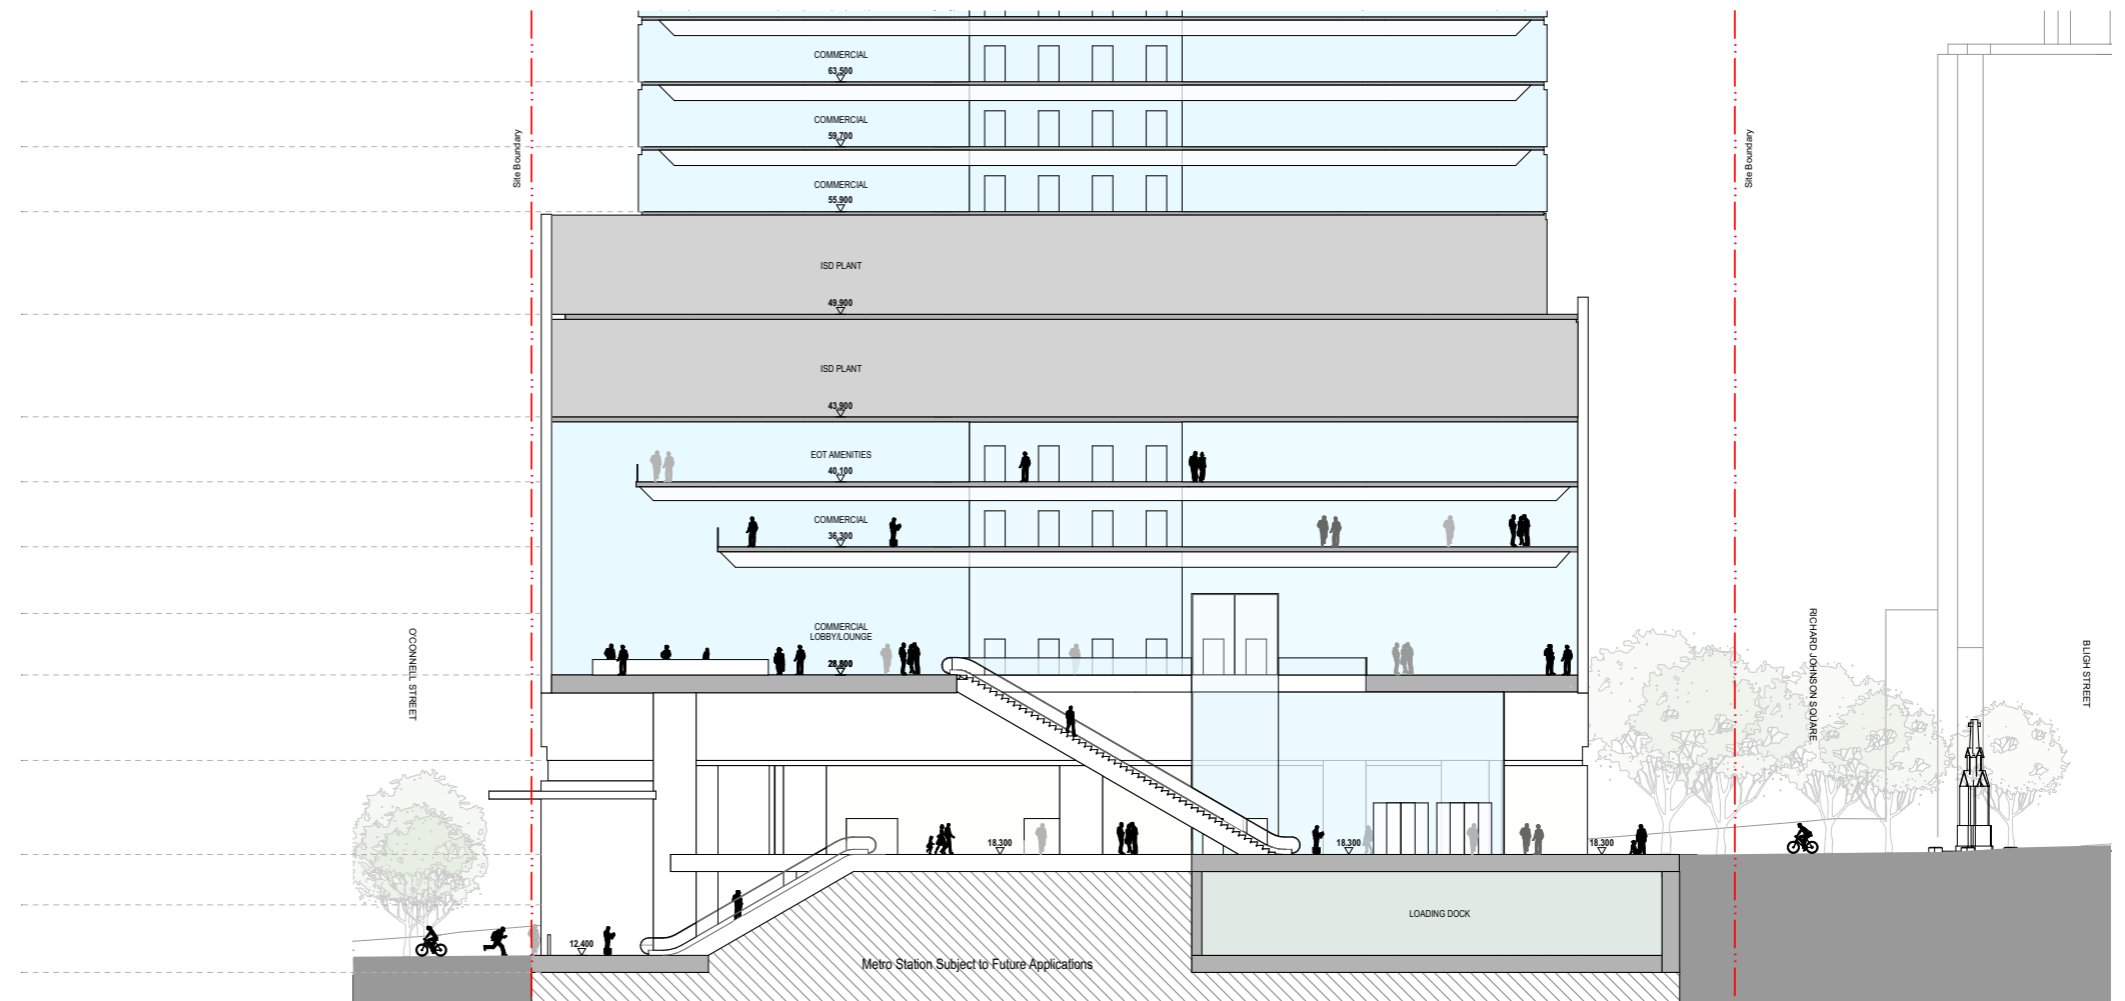 COMMERCIAL
63,500
COMMERCIAL
59,700
COMMERCIAL
55,900
Site Boundary
Site Boundary
ISD PLANT
49,900
ISD PLANT
43,900
EOT AMENITIES
40,100
COMMERCIAL
36,300
COMMERCIAL
LOBBY/LOUNGE
28,800
O'CONNELL STREET
RICHARD JOHNSON SQUARE
BLIGH STREET
18.300
18.300
18.300
LOADING DOCK
12,400
Metro Station Subject to Future Applications